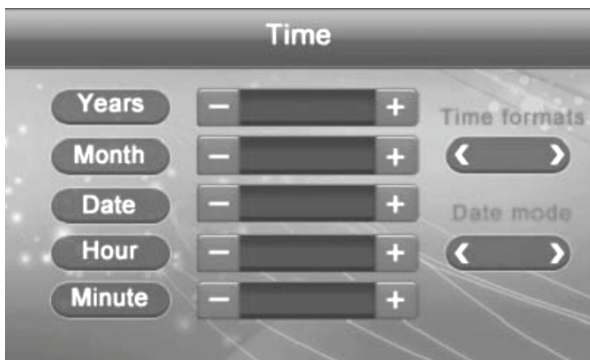 Time
Years − +
Time formats
Month − +
‹ ›
Date − +
Date mode
Hour − +
‹ ›
Minute − +